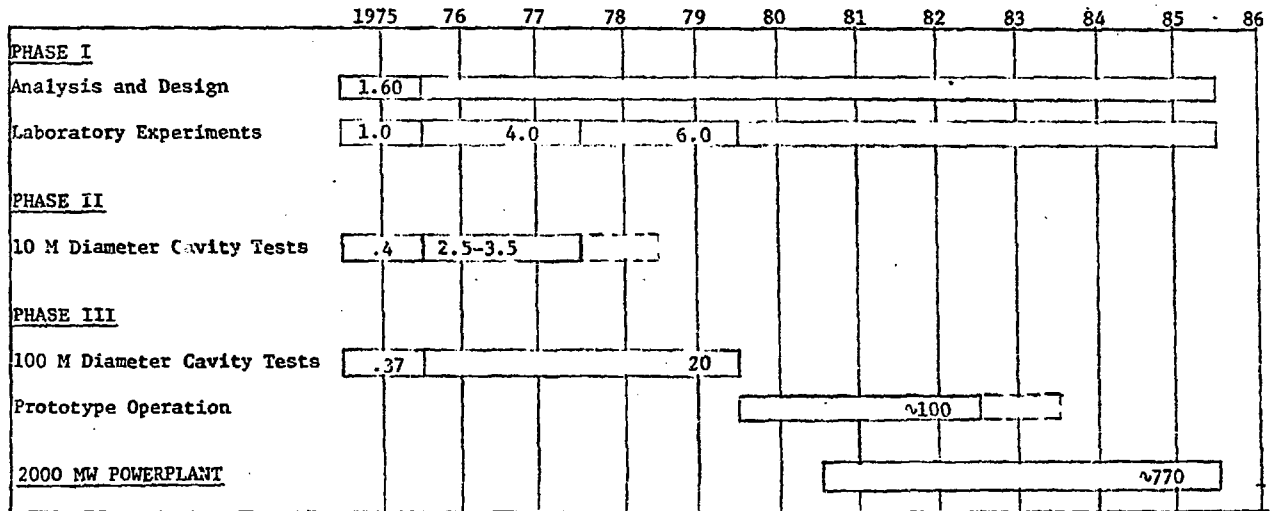 1975 76 77 78 79 80 81 82 83 84 85 86
PHASE I
Analysis and Design 1.60
Laboratory Experiments 1.0 4.0 6.0
PHASE II
10 M Diameter Cavity Tests .4 2.5-3.5
PHASE III
100 M Diameter Cavity Tests .37 20
Prototype Operation ~100
2000 MW POWERPLANT ~770